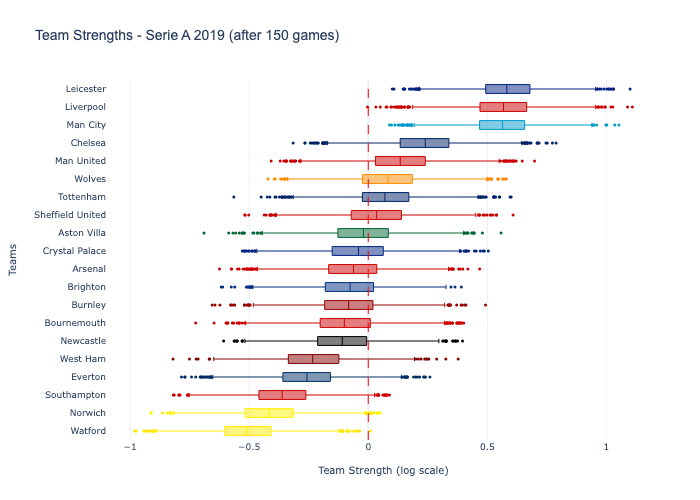 Team Strengths - Serie A 2019 (after 150 games)
Leicester
Liverpool
Man City
Chelsea
Man United
Wolves
Tottenham
Sheffield United
Aston Villa
Crystal Palace
Arsenal
Brighton
Burnley
Bournemouth
Newcastle
West Ham
Everton
Southampton
Norwich
Watford
Teams
−1 −0.5 0 0.5 1
Team Strength (log scale)